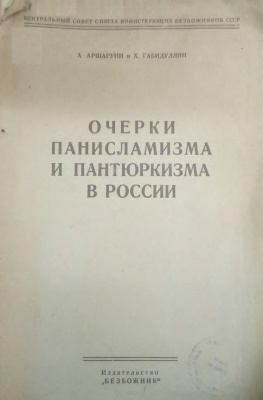 ЦЕНТРАЛЬНЫЙ СОВЕТ СОЮЗА ВОИНСТВУЮЩИХ БЕЗБОЖНИКОВ СССР
А. АРШАРУНИ и Х. ГАБИДУЛЛИН
ОЧЕРКИ
ПАНИСЛАМИЗМА
И ПАНТЮРКИЗМА
В РОССИИ
Издательство
„БЕЗБОЖНИК“